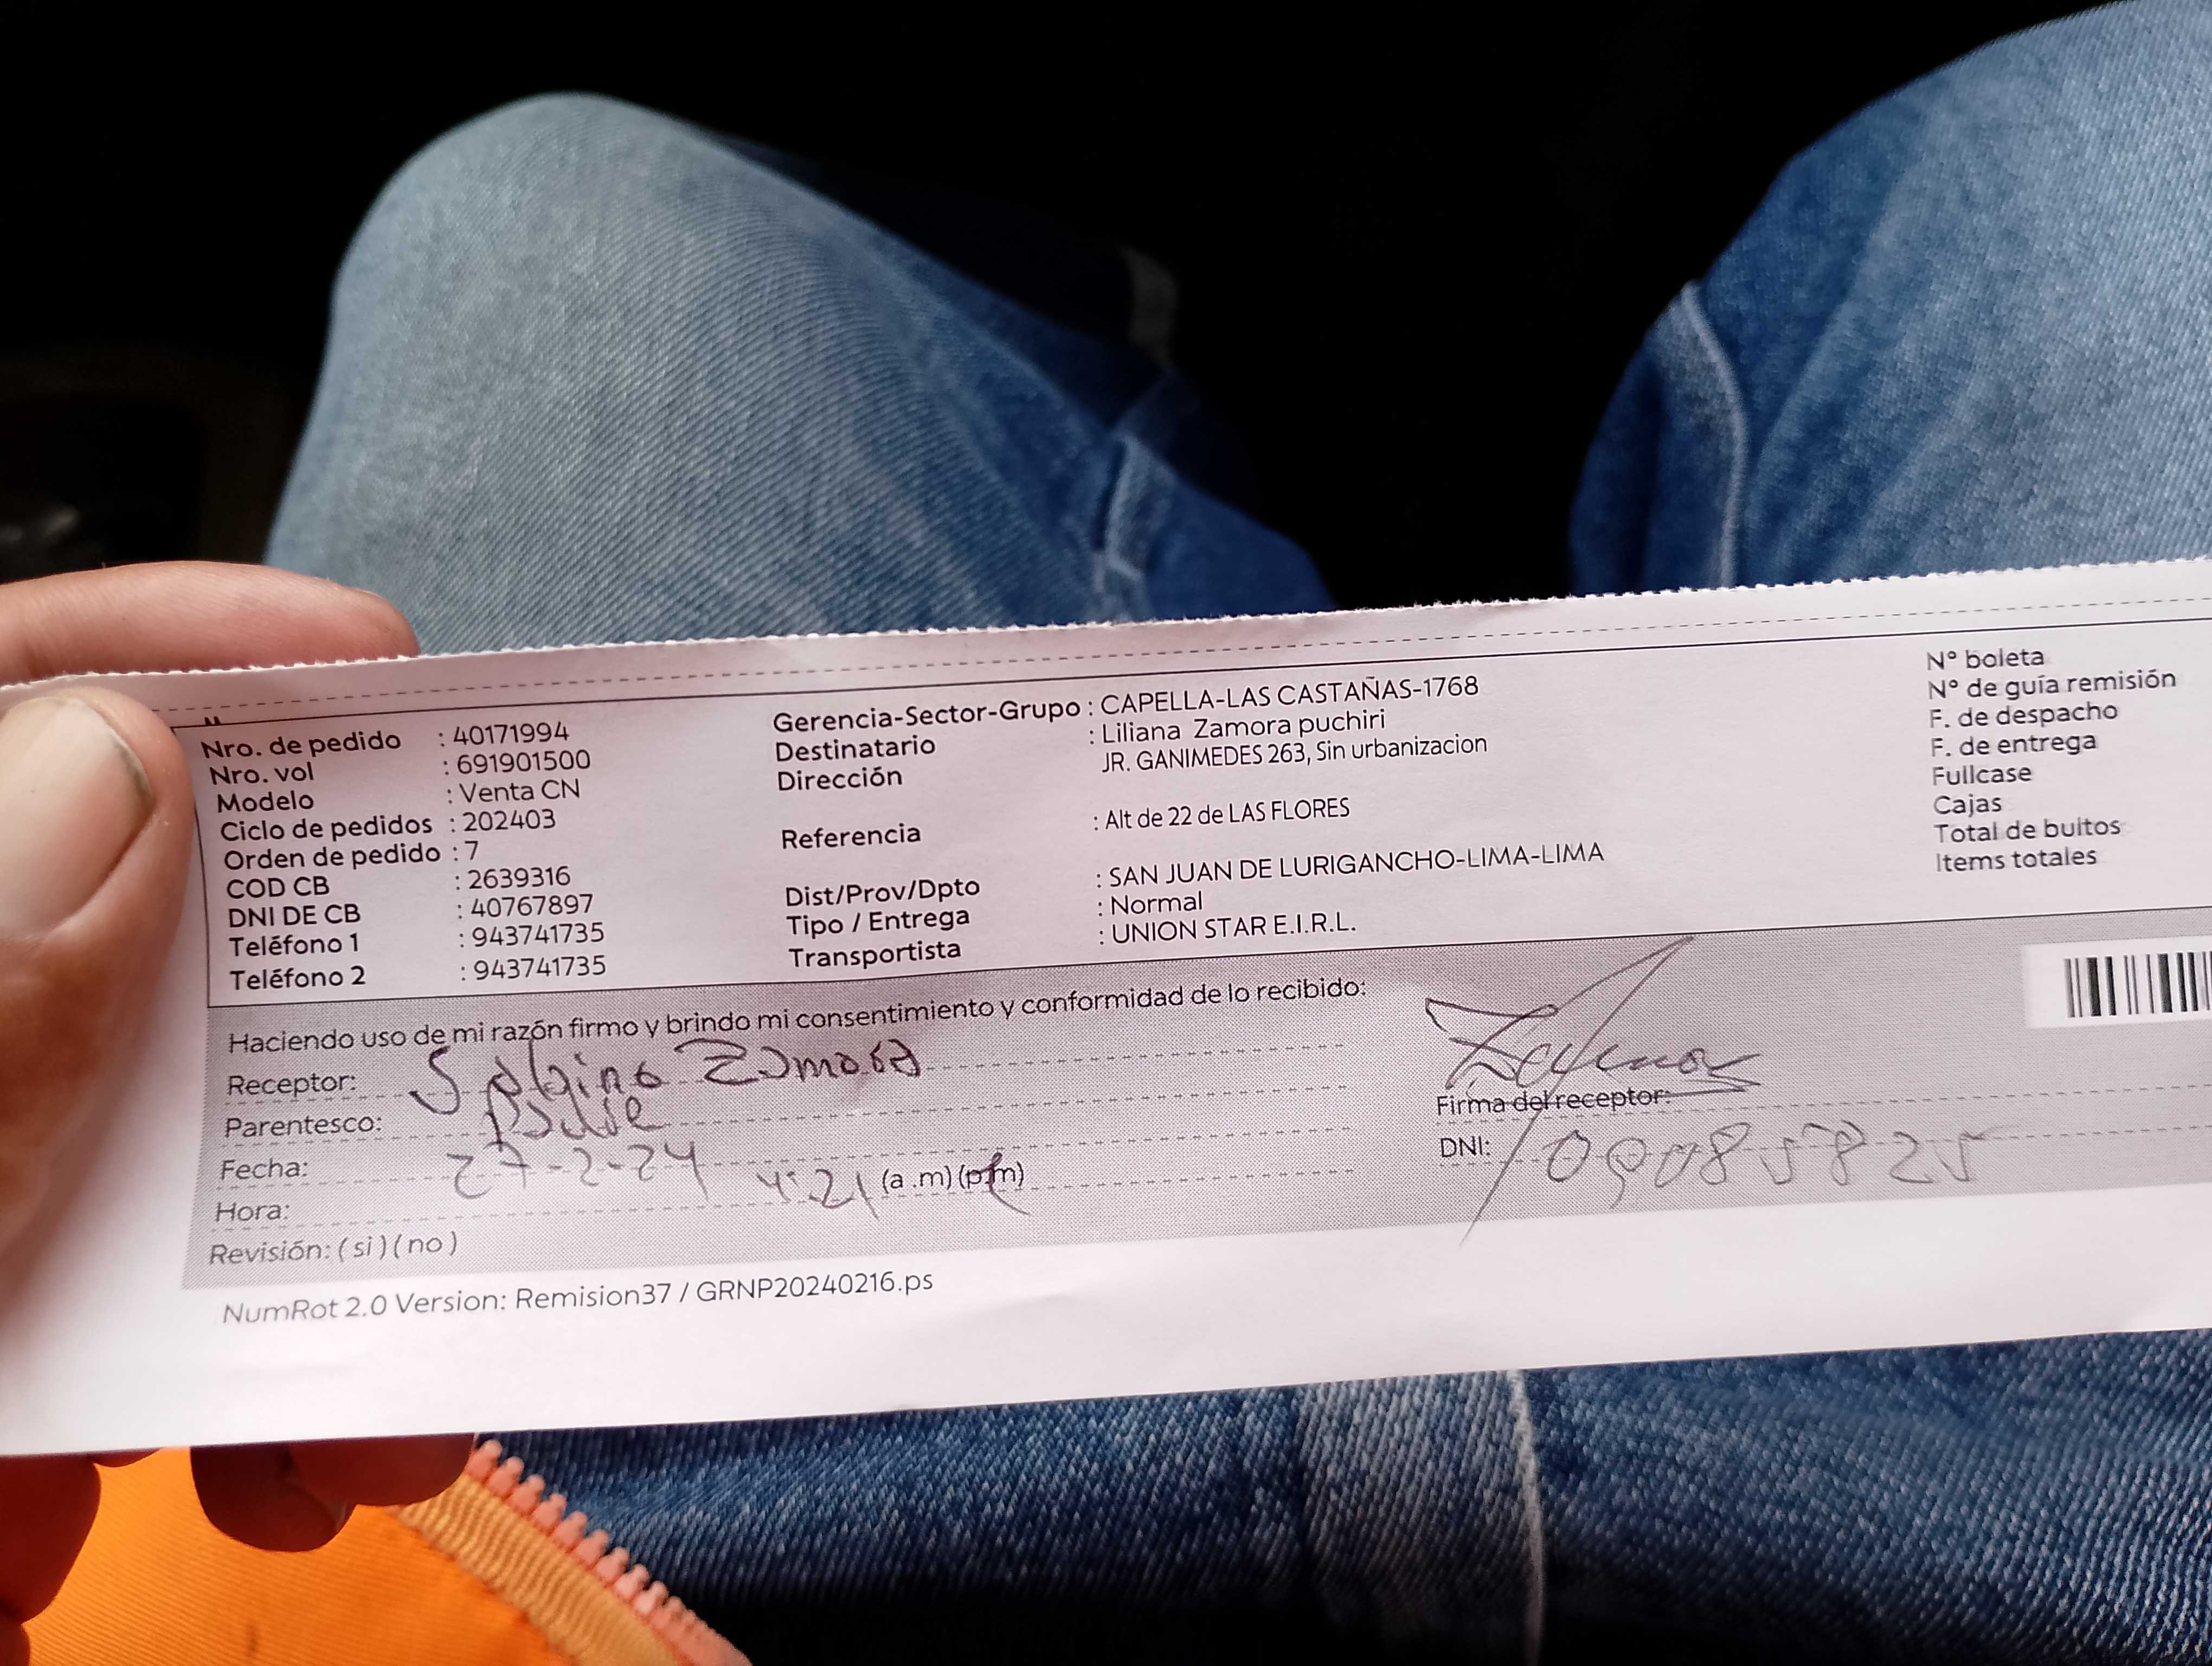 Nro. de pedido : 40171994
Nro. vol : 691901500
Modelo : Venta CN
Ciclo de pedidos : 202403
Orden de pedido : 7
COD CB : 2639316
DNI DE CB : 40767897
Teléfono 1 : 943741735
Teléfono 2 : 943741735
Gerencia-Sector-Grupo : CAPELLA-LAS CASTAÑAS-1768
Destinatario : Liliana Zamora puchiri
Dirección JR. GANIMEDES 263, Sin urbanizacion
Referencia : Alt de 22 de LAS FLORES
Dist/Prov/Dpto : SAN JUAN DE LURIGANCHO-LIMA-LIMA
Tipo / Entrega : Normal
Transportista : UNION STAR E.I.R.L.
N° boleta
N° de guía remisión
F. de despacho
F. de entrega
Fullcase
Cajas
Total de bultos
Items totales
Haciendo uso de mi razón firmo y brindo mi consentimiento y conformidad de lo recibido:
Receptor: Zamora
Parentesco:
Fecha: 27-2-24
Hora: 4:21 (a .m) (p.m)
Revisión: ( si ) ( no )
Firma del receptor:
DNI:
NumRot 2.0 Version: Remision37 / GRNP20240216.ps